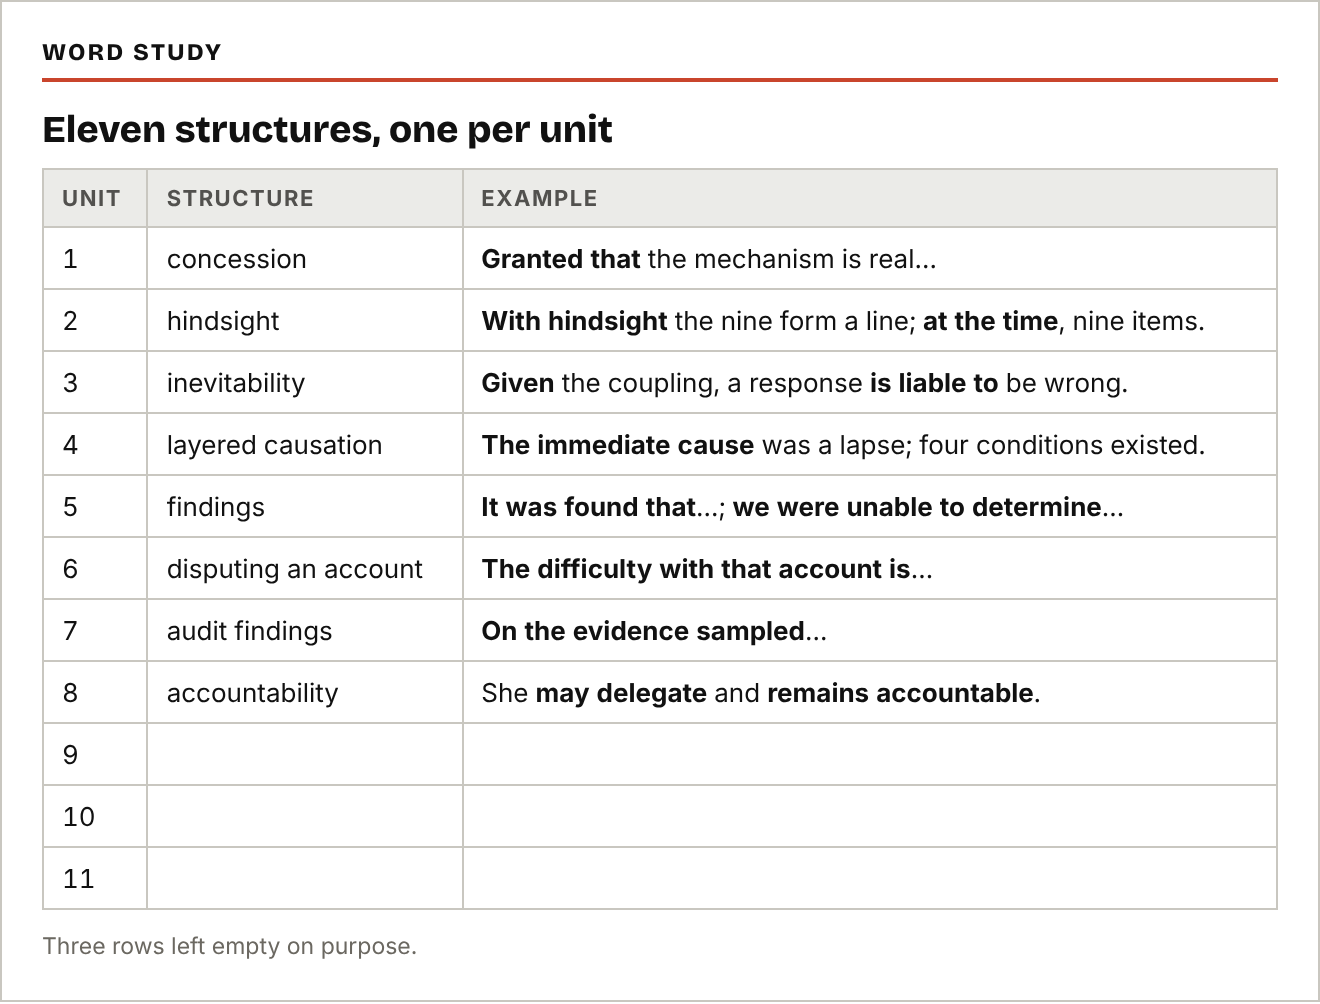 WORD STUDY
Eleven structures, one per unit
UNIT STRUCTURE EXAMPLE
1 concession Granted that the mechanism is real...
2 hindsight With hindsight the nine form a line; at the time, nine items.
3 inevitability Given the coupling, a response is liable to be wrong.
4 layered causation The immediate cause was a lapse; four conditions existed.
5 findings It was found that...; we were unable to determine...
6 disputing an account The difficulty with that account is...
7 audit findings On the evidence sampled...
8 accountability She may delegate and remains accountable.
9
10
11
Three rows left empty on purpose.